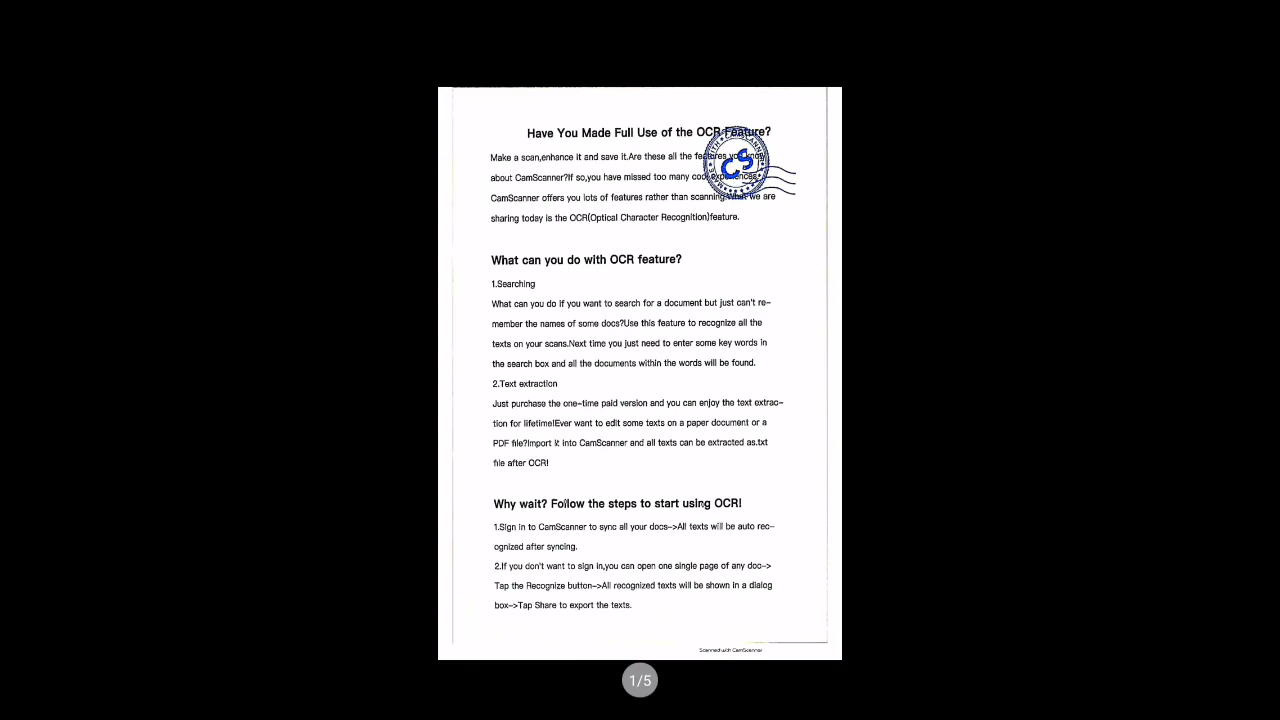 Have You Made Full Use of the OCR Feature?
Make a scan,enhance it and save it.Are these all the features you know
about CamScanner?If so,you have missed too many cool experiences.
CamScanner offers you lots of features rather than scanning.What we are
sharing today is the OCR(Optical Character Recognition)feature.
CS
What can you do with OCR feature?
1.Searching
What can you do if you want to search for a document but just can't re-
member the names of some docs?Use this feature to recognize all the
texts on your scans.Next time you just need to enter some key words in
the search box and all the documents within the words will be found.
2.Text extraction
Just purchase the one-time paid version and you can enjoy the text extrac-
tion for lifetime!Ever want to edit some texts on a paper document or a
PDF file?Import it into CamScanner and all texts can be extracted as.txt
file after OCR!
Why wait? Follow the steps to start using OCR!
1.Sign in to CamScanner to sync all your docs->All texts will be auto rec-
ognized after syncing.
2.If you don't want to sign in,you can open one single page of any doc->
Tap the Recognize button->All recognized texts will be shown in a dialog
box->Tap Share to export the texts.
Scanned with CamScanner
1/5